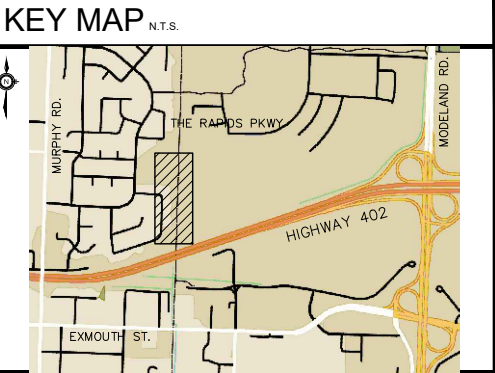 KEY MAP N.T.S.
N
MURPHY RD.
THE RAPIDS PKWY
MODELAND RD.
HIGHWAY 402
EXMOUTH ST.